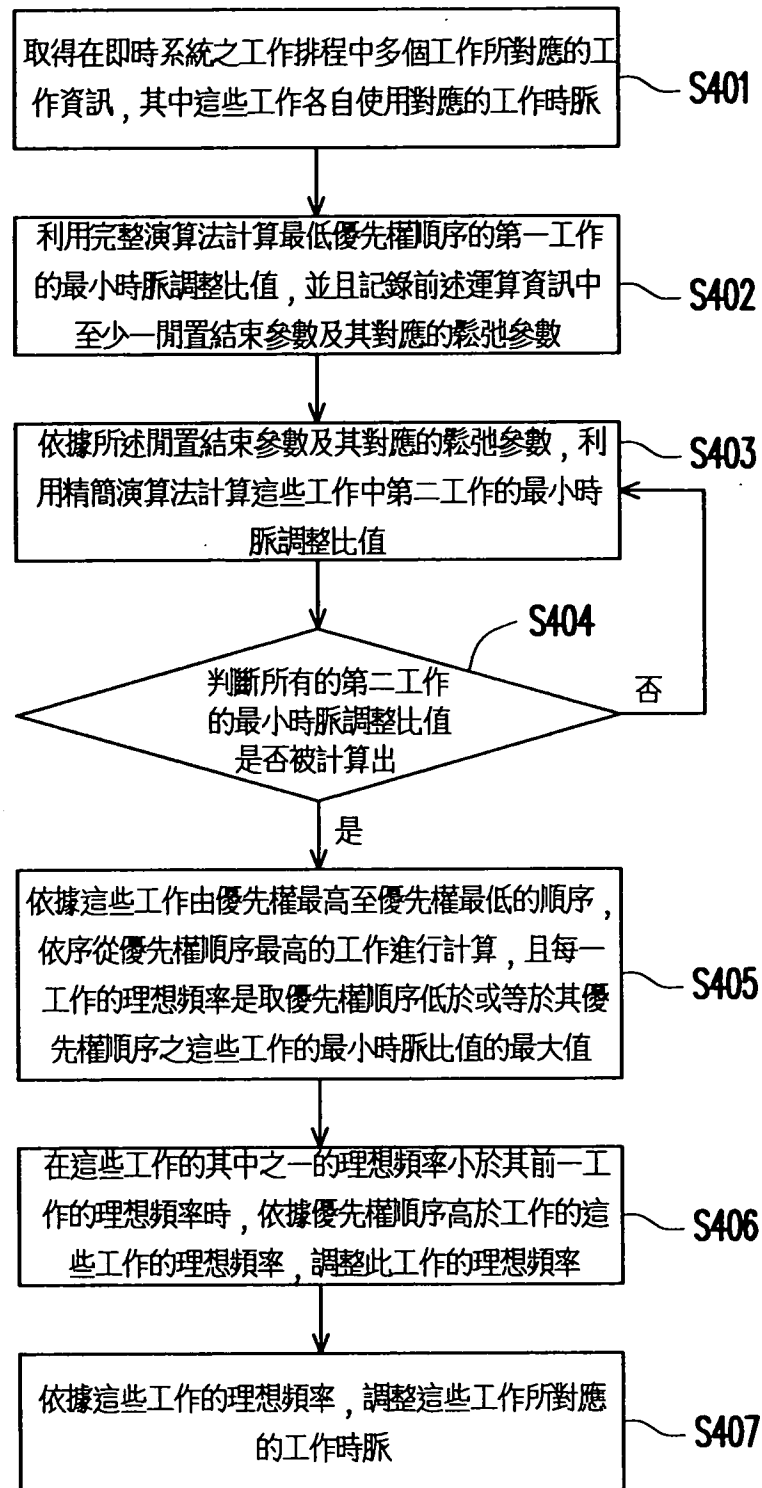 取得在即時系統之工作排程中多個工作所對應的工
作資訊,其中這些工作各自使用對應的工作時脈
S401
利用完整演算法計算最低優先權順序的第一工作
的最小時脈調整比值,並且記錄前述運算資訊中
至少一閒置結束參數及其對應的鬆弛參數
S402
依據所述閒置結束參數及其對應的鬆弛參數,利
用精簡演算法計算這些工作中第二工作的最小時
脈調整比值
S403
S404
判斷所有的第二工作
的最小時脈調整比值
是否被計算出
否
是
依據這些工作由優先權最高至優先權最低的順序,
依序從優先權順序最高的工作進行計算,且每一
工作的理想頻率是取優先權順序低於或等於其優
先權順序之這些工作的最小時脈比值的最大值
S405
在這些工作的其中之一的理想頻率小於其前一工
作的理想頻率時,依據優先權順序高於工作的這
些工作的理想頻率,調整此工作的理想頻率
S406
依據這些工作的理想頻率,調整這些工作所對應
的工作時脈
S407